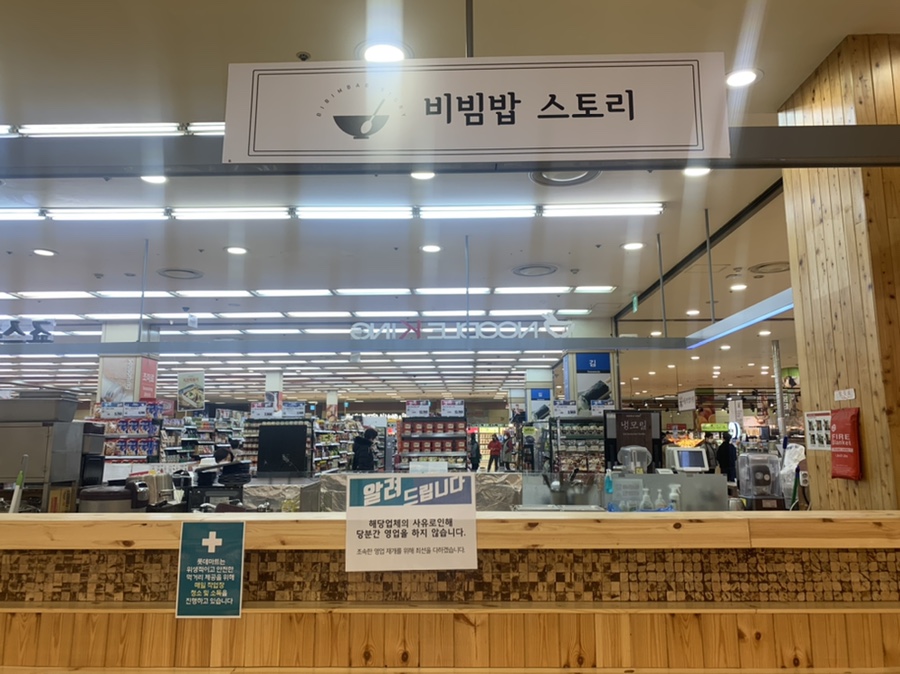 비빔밥 스토리
NOODLE KING
김
냉모밀
FIRE
Blanket
알려드립니다
해당업체의 사유로인해
당분간 영업을 하지 않습니다.
조속한 영업 재개를 위해 최선을 다하겠습니다.
롯데마트는
위생적이고 안전한
먹거리 제공을 위해
매일 작업장
청소 및 소독을
진행하고 있습니다